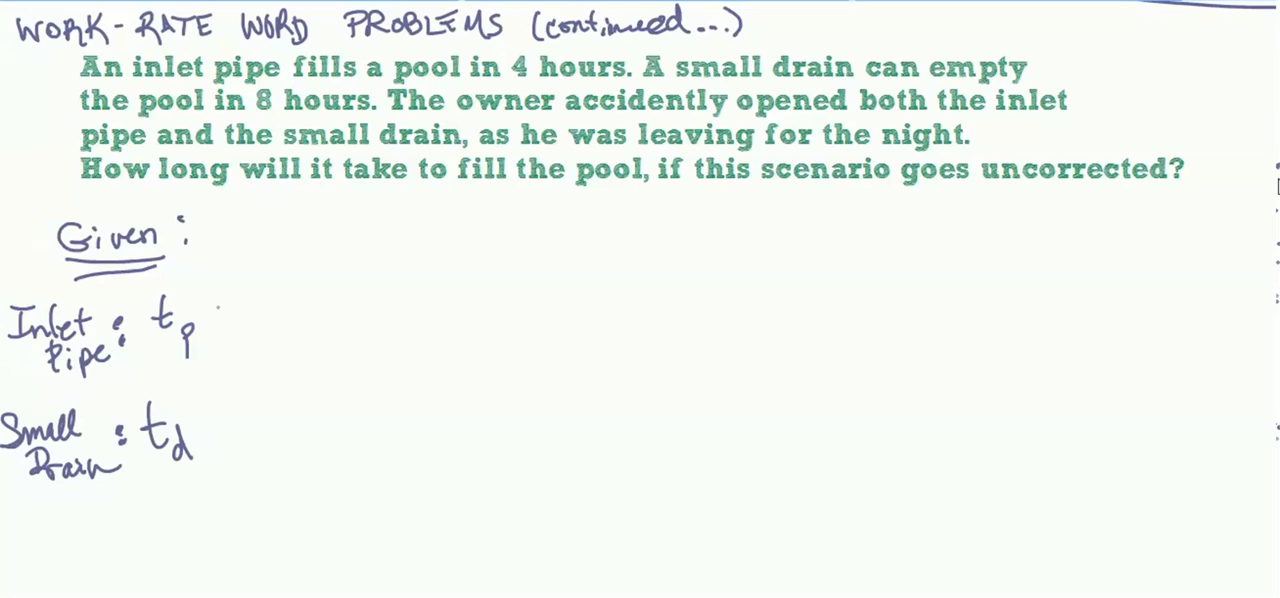 WORK-RATE WORD PROBLEMS (continued...)
An inlet pipe fills a pool in 4 hours. A small drain can empty
the pool in 8 hours. The owner accidently opened both the inlet
pipe and the small drain, as he was leaving for the night.
How long will it take to fill the pool, if this scenario goes uncorrected?
Given:
Inlet Pipe: tp
Small Drain: td